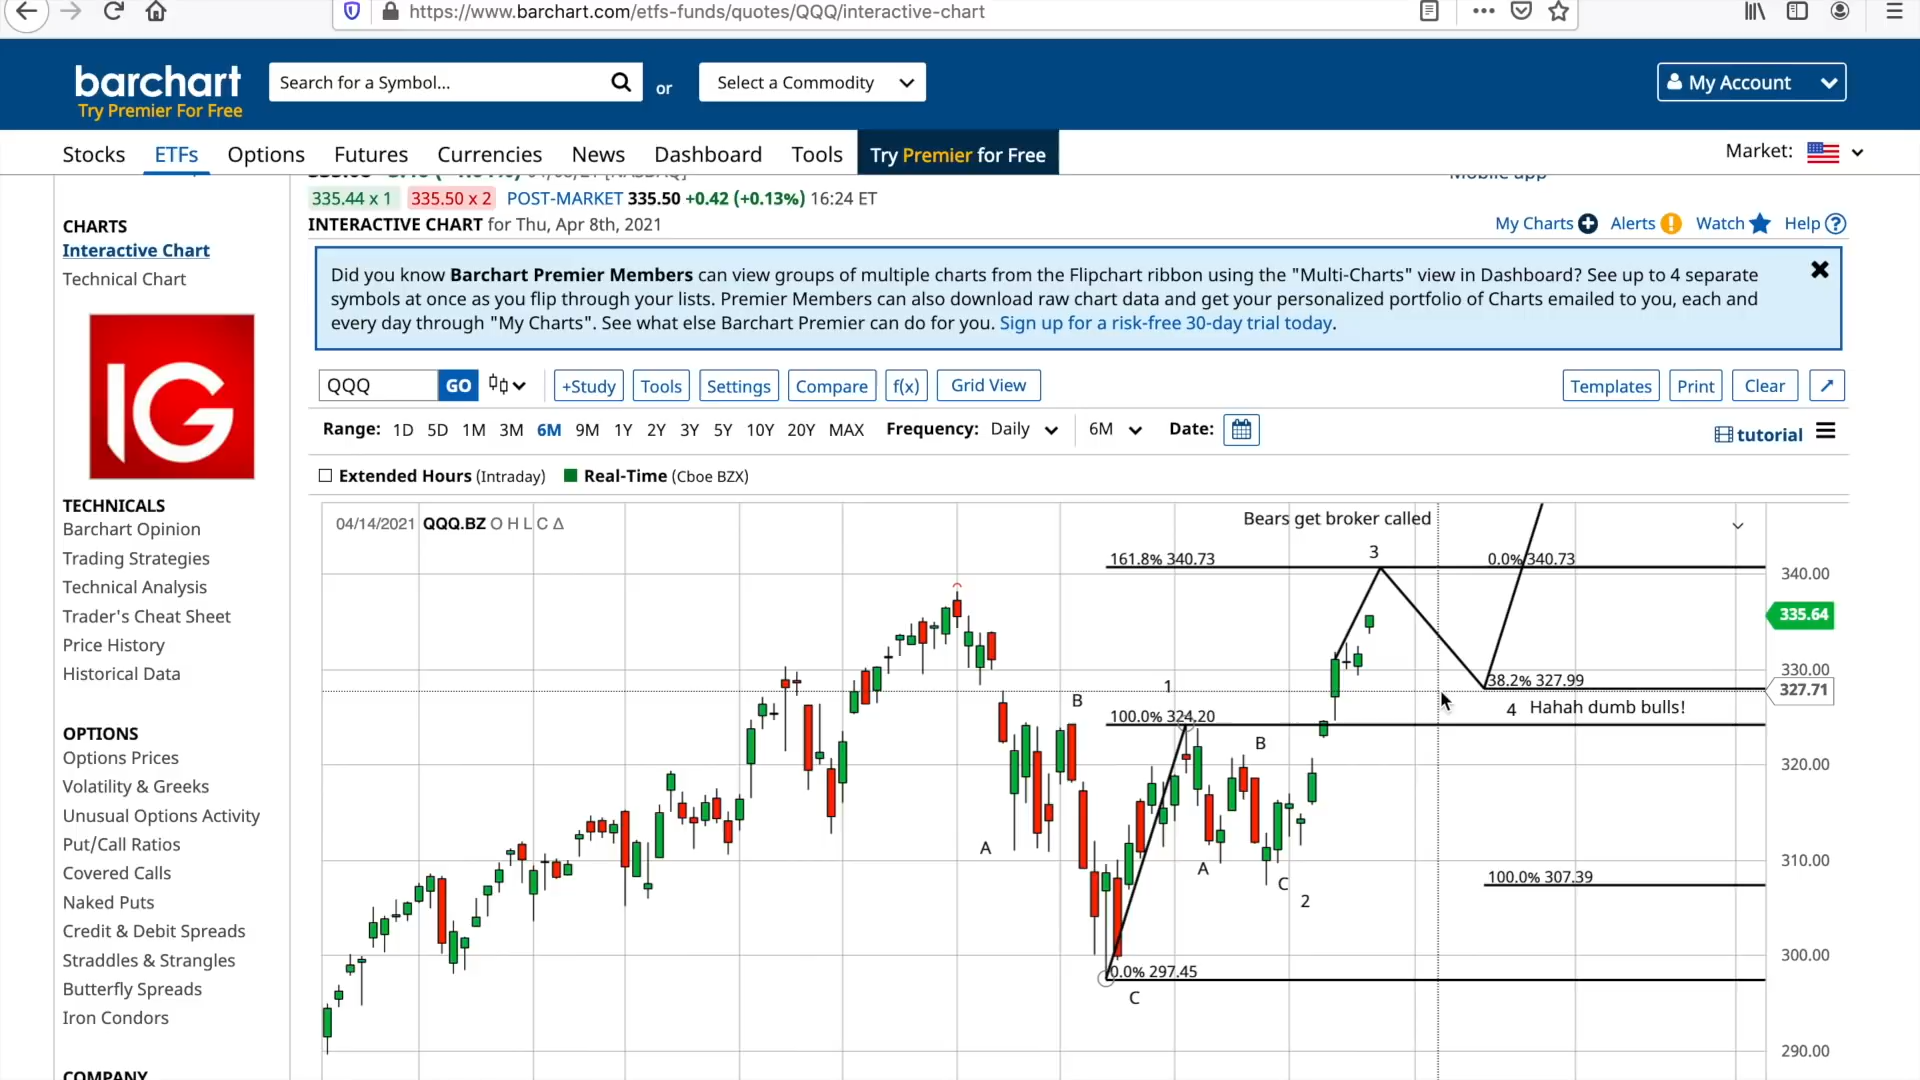 https://www.barchart.com/etfs-funds/quotes/QQQ/interactive-chart
barchart
Try Premier For Free
Search for a Symbol...
or
Select a Commodity
My Account
Stocks
ETFs
Options
Futures
Currencies
News
Dashboard
Tools
Try Premier for Free
Market:
Mobile app
335.44 x 1 335.50 x 2 POST-MARKET 335.50 +0.42 (+0.13%) 16:24 ET
INTERACTIVE CHART for Thu, Apr 8th, 2021
My Charts
Alerts
Watch
Help
Did you know Barchart Premier Members can view groups of multiple charts from the Flipchart ribbon using the "Multi-Charts" view in Dashboard? See up to 4 separate
symbols at once as you flip through your lists. Premier Members can also download raw chart data and get your personalized portfolio of Charts emailed to you, each and
every day through "My Charts". See what else Barchart Premier can do for you. Sign up for a risk-free 30-day trial today.
CHARTS
Interactive Chart
Technical Chart
IG
TECHNICALS
Barchart Opinion
Trading Strategies
Technical Analysis
Trader's Cheat Sheet
Price History
Historical Data
OPTIONS
Options Prices
Volatility & Greeks
Unusual Options Activity
Put/Call Ratios
Covered Calls
Naked Puts
Credit & Debit Spreads
Straddles & Strangles
Butterfly Spreads
Iron Condors
COMPANY
QQQ
GO
+Study
Tools
Settings
Compare
f(x)
Grid View
Templates
Print
Clear
Range: 1D 5D 1M 3M 6M 9M 1Y 2Y 3Y 5Y 10Y 20Y MAX Frequency: Daily 6M Date:
tutorial
Extended Hours (Intraday) Real-Time (Cboe BZX)
04/14/2021 QQQ.BZ O H L C Δ
Bears get broker called
3
161.8% 340.73
0.0% 340.73
340.00
335.64
330.00
38.2% 327.99
327.71
1
B
4 Hahah dumb bulls!
100.0% 324.20
B
320.00
A
310.00
A
C
100.0% 307.39
2
300.00
0.0% 297.45
C
290.00